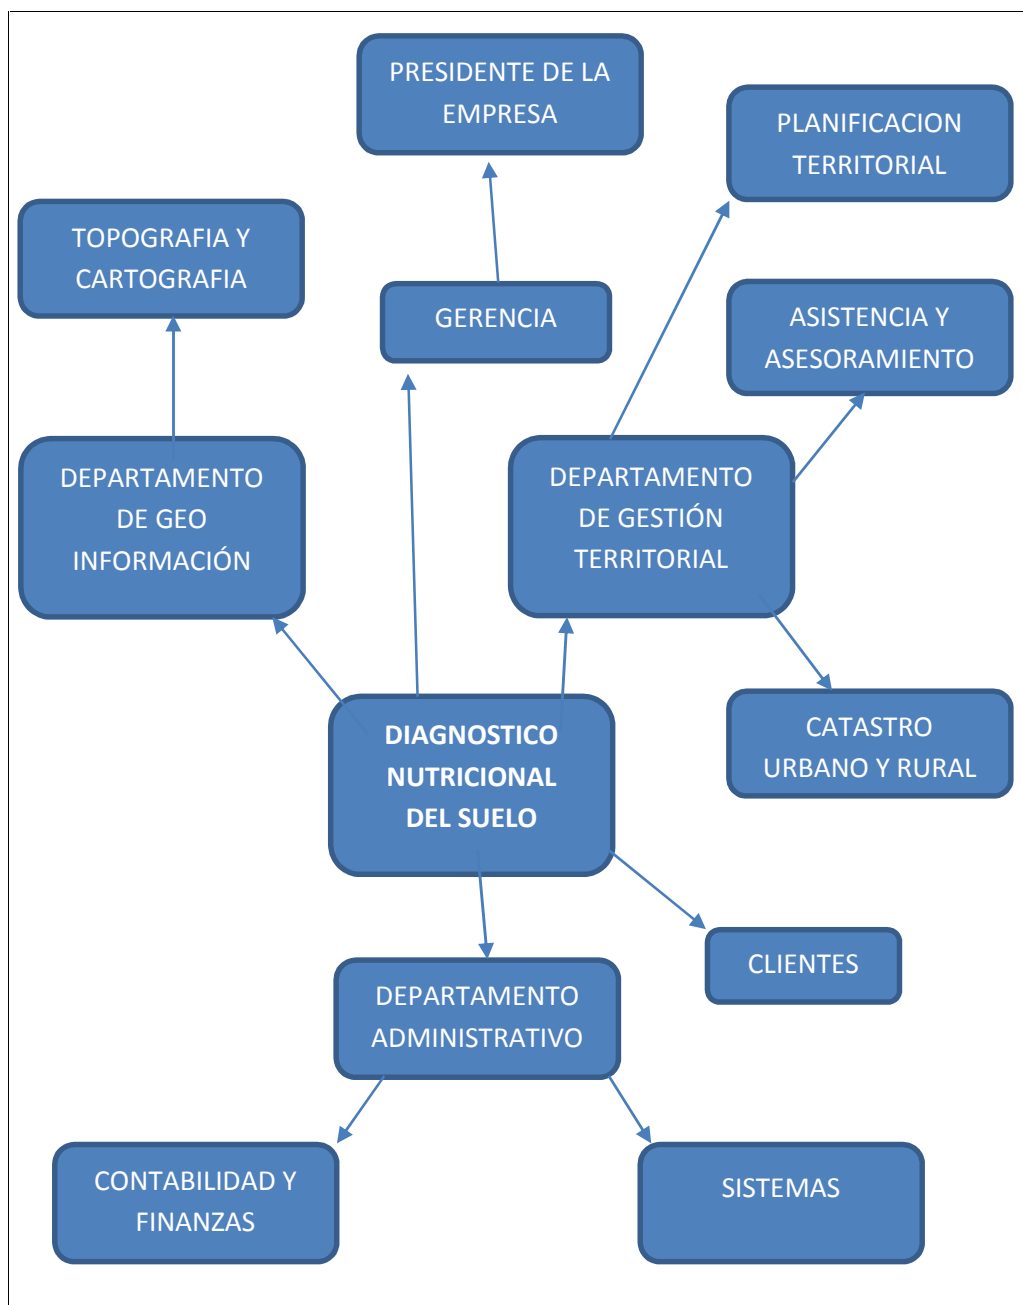 PRESIDENTE DE LA
EMPRESA
PLANIFICACION
TERRITORIAL
TOPOGRAFIA Y
CARTOGRAFIA
GERENCIA
ASISTENCIA Y
ASESORAMIENTO
DEPARTAMENTO
DE GEO
INFORMACIÓN
DEPARTAMENTO
DE GESTIÓN
TERRITORIAL
DIAGNOSTICO
NUTRICIONAL
DEL SUELO
CATASTRO
URBANO Y RURAL
CLIENTES
DEPARTAMENTO
ADMINISTRATIVO
CONTABILIDAD Y
FINANZAS
SISTEMAS